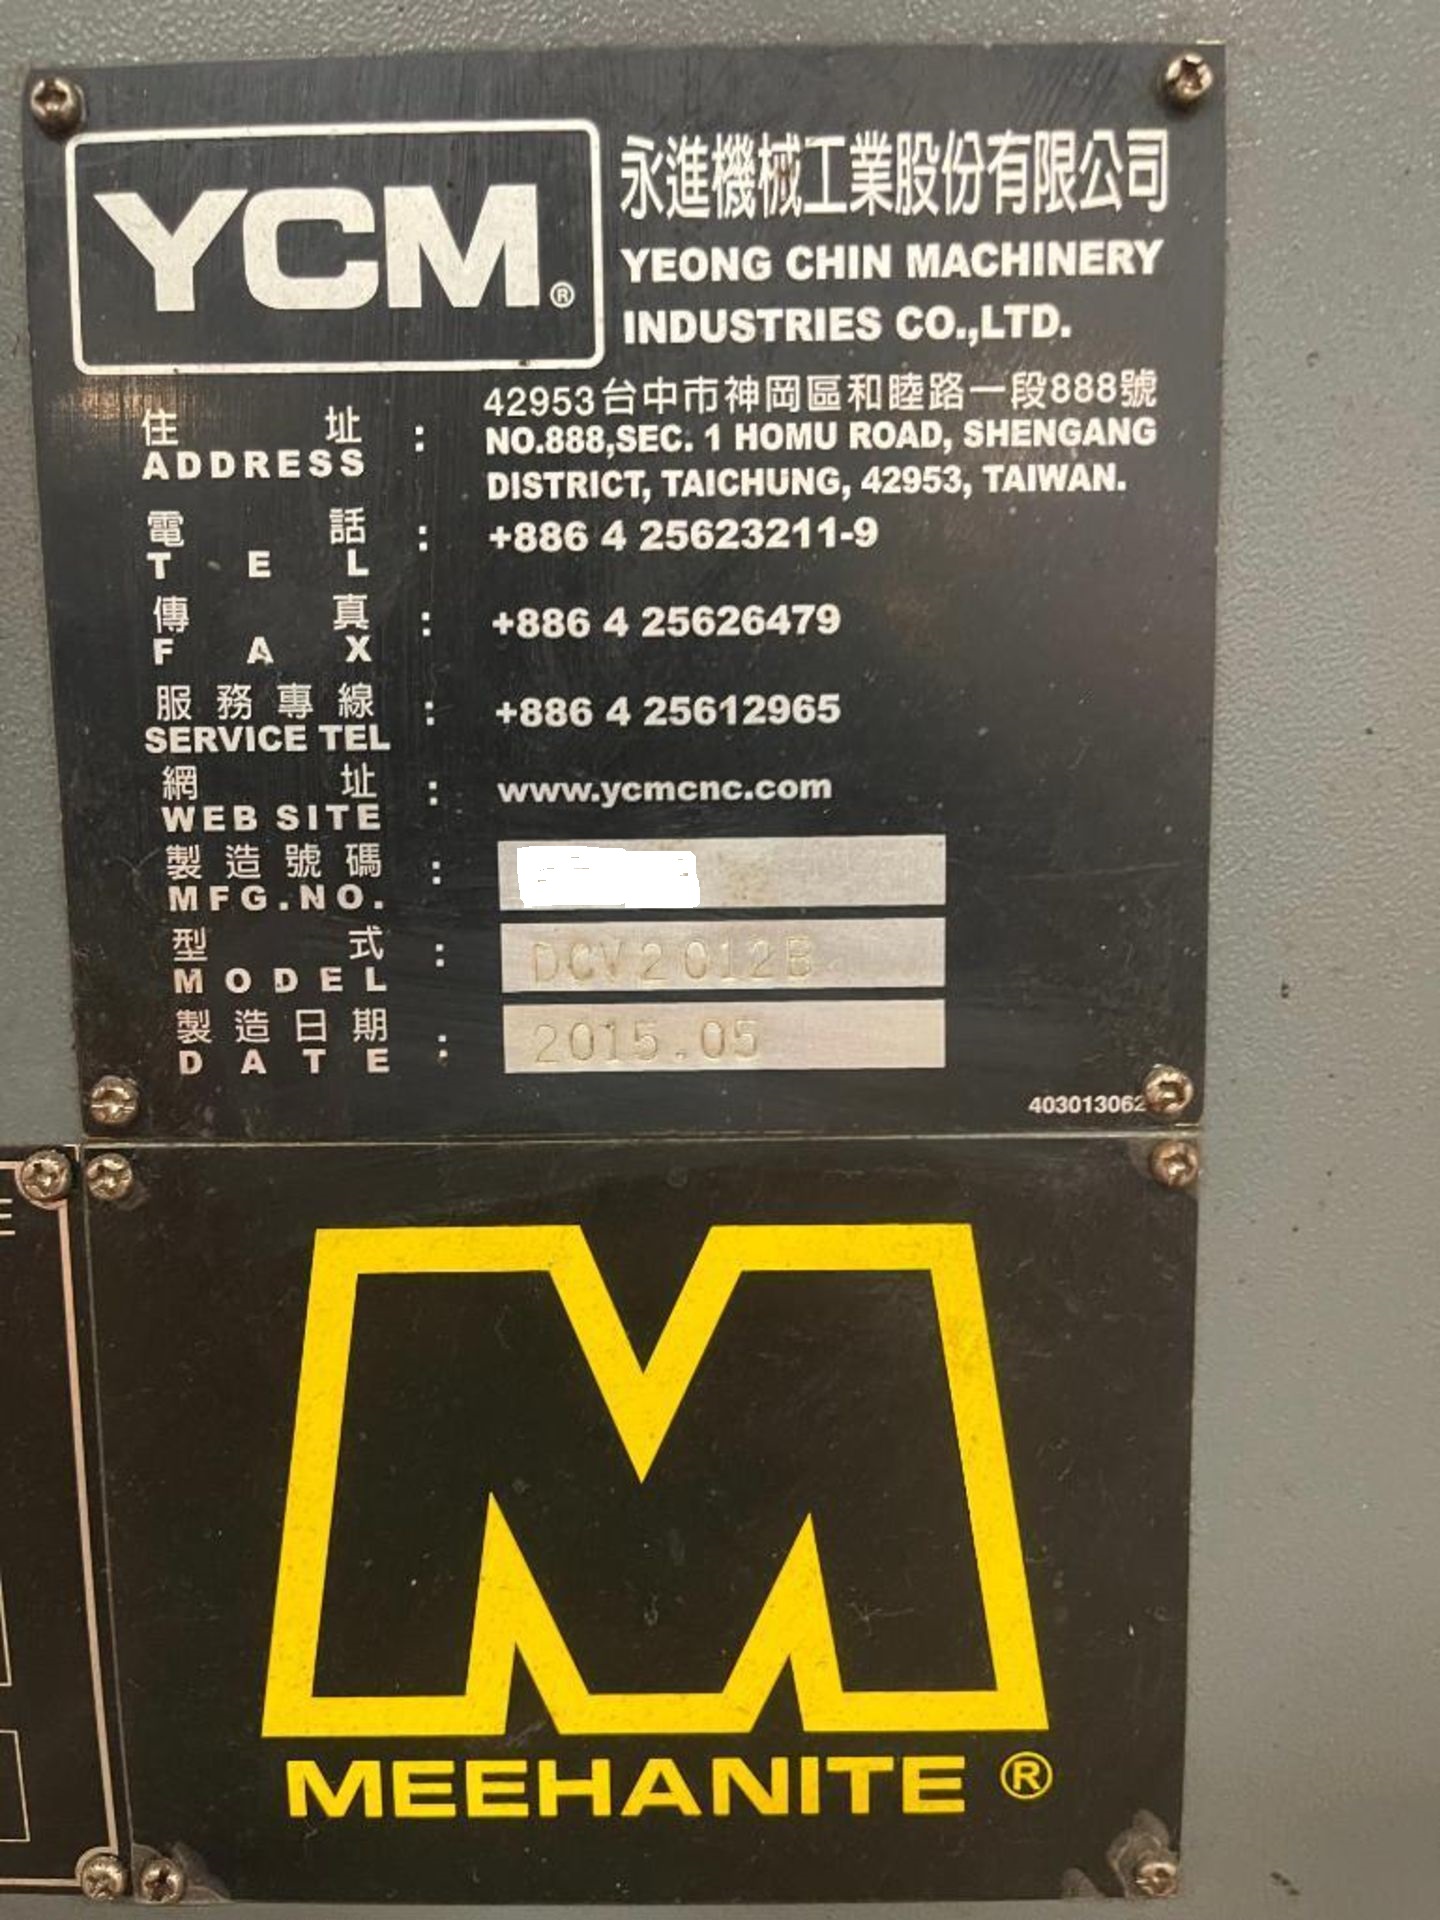 YCM®
永進機械工業股份有限公司
YEONG CHIN MACHINERY
INDUSTRIES CO.,LTD.
住址 : 42953台中市神岡區和睦路一段888號
ADDRESS NO.888,SEC. 1 HOMU ROAD, SHENGANG
DISTRICT, TAICHUNG, 42953, TAIWAN.
電話 : +886 4 25623211-9
TEL
傳真 : +886 4 25626479
FAX
服務專線 : +886 4 25612965
SERVICE TEL
網址 : www.ycmcnc.com
WEB SITE
製造號碼 :
MFG.NO.
型式 : DCV2012B
MODEL
製造日期 : 2015.05
DATE
403013062
E
MEEHANITE ®